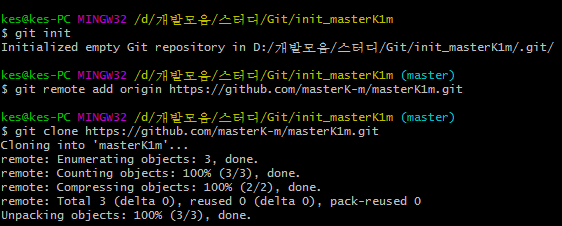 kes@kes-PC MINGW32 /d/개발모음/스터디/Git/init_masterK1m
$ git init
Initialized empty Git repository in D:/개발모음/스터디/Git/init_masterK1m/.git/
kes@kes-PC MINGW32 /d/개발모음/스터디/Git/init_masterK1m (master)
$ git remote add origin https://github.com/masterK-m/masterK1m.git
kes@kes-PC MINGW32 /d/개발모음/스터디/Git/init_masterK1m (master)
$ git clone https://github.com/masterK-m/masterK1m.git
Cloning into 'masterK1m'...
remote: Enumerating objects: 3, done.
remote: Counting objects: 100% (3/3), done.
remote: Compressing objects: 100% (2/2), done.
remote: Total 3 (delta 0), reused 0 (delta 0), pack-reused 0
Unpacking objects: 100% (3/3), done.